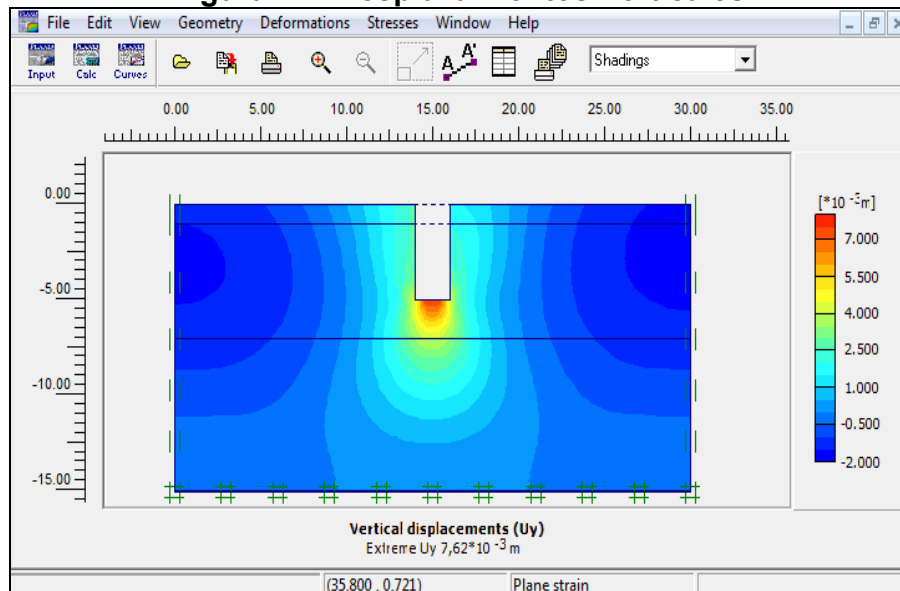 File Edit View Geometry Deformations Stresses Window Help
Input Calc Curves A A' Shadings
0.00 5.00 10.00 15.00 20.00 25.00 30.00 35.00
0.00
-5.00
-10.00
-15.00
[*10 -3m]
7.000
5.500
4.000
2.500
1.000
-0.500
-2.000
Vertical displacements (Uy)
Extreme Uy 7,62*10 -3 m
(35.800 , 0.721) Plane strain